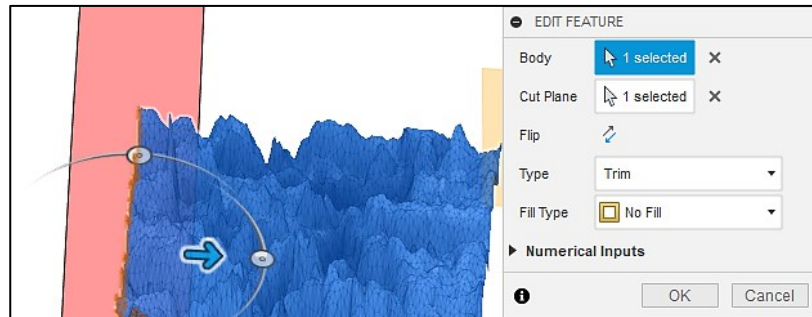 EDIT FEATURE
Body 1 selected
Cut Plane 1 selected
Flip
Type Trim
Fill Type No Fill
Numerical Inputs
OK Cancel